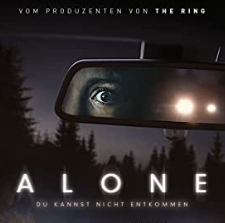 VOM PRODUZENTEN VON THE RING
ALONE
DU KANNST NICHT ENTKOMMEN